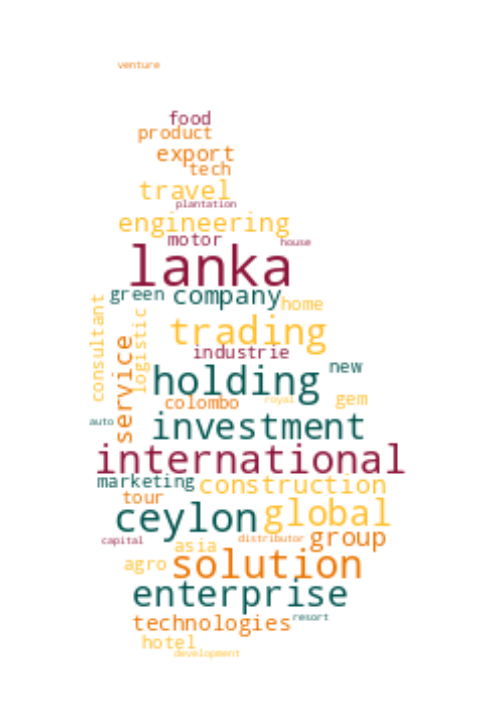 venture
food
product
export
tech
travel
plantation
engineering
motor
house
lanka
green company
home
consultant
logistic
trading
service
industrie
new
holding
colombo
royal
gem
auto
investment
international
marketing
construction
tour
ceylon
global
capital
distributor
group
asia
agro
solution
enterprise
technologies
resort
hotel
development